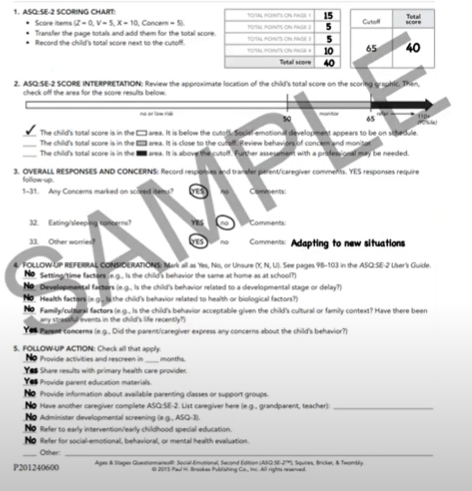 1. ASQ:SE-2 SCORING CHART:
• Score items (Z = 0, V = 5, X = 10, Concern = 5).
• Transfer the page totals and add them for the total score.
• Record the child's total score next to the cutoff.
TOTAL POINTS ON PAGE 1 15
TOTAL POINTS ON PAGE 2 5
TOTAL POINTS ON PAGE 3 5
TOTAL POINTS ON PAGE 4 10
Total score 40
Cutoff Total score
65 40
2. ASQ:SE-2 SCORE INTERPRETATION: Review the approximate location of the child's total score on the scoring graphic. Then,
check off the area for the score results below.
no or low risk monitor refer
50 65
✓ The child's total score is in the area. It is below the cutoff. Social-emotional development appears to be on schedule.
The child's total score is in the area. It is close to the cutoff. Review behaviors of concern and monitor.
The child's total score is in the area. It is above the cutoff. Further assessment with a professional may be needed.
3. OVERALL RESPONSES AND CONCERNS: Record responses and transfer parent/caregiver comments. YES responses require
follow-up.
1–31. Any Concerns marked on scored items? YES no Comments:
32. Eating/sleeping concerns? YES no Comments:
33. Other worries? YES no Comments: Adapting to new situations
4. FOLLOW-UP REFERRAL CONSIDERATIONS: Mark all as Yes, No, or Unsure (Y, N, U). See pages 98–103 in the ASQ:SE-2 User's Guide.
No Setting/time factors (e.g., Is the child's behavior the same at home as at school?)
No Developmental factors (e.g., Is the child's behavior related to a developmental stage or delay?)
No Health factors (e.g., Is the child's behavior related to health or biological factors?)
No Family/cultural factors (e.g., Is the child's behavior acceptable given the child's cultural or family context? Have there been
any stressful events in the child's life recently?)
Yes Parent concerns (e.g., Did the parent/caregiver express any concerns about the child's behavior?)
5. FOLLOW-UP ACTION: Check all that apply.
No Provide activities and rescreen in ____ months.
Yes Share results with primary health care provider.
Yes Provide parent education materials.
No Provide information about available parenting classes or support groups.
No Have another caregiver complete ASQ:SE-2. List caregiver here (e.g., grandparent, teacher):
No Administer developmental screening (e.g., ASQ-3).
No Refer to early intervention/early childhood special education.
No Refer for social-emotional, behavioral, or mental health evaluation.
Other:
P201240600
Ages & Stages Questionnaires®: Social-Emotional, Second Edition (ASQ:SE-2™), Squires, Bricker, & Twombly.
© 2015 Paul H. Brookes Publishing Co., Inc. All rights reserved.
SAMPLE